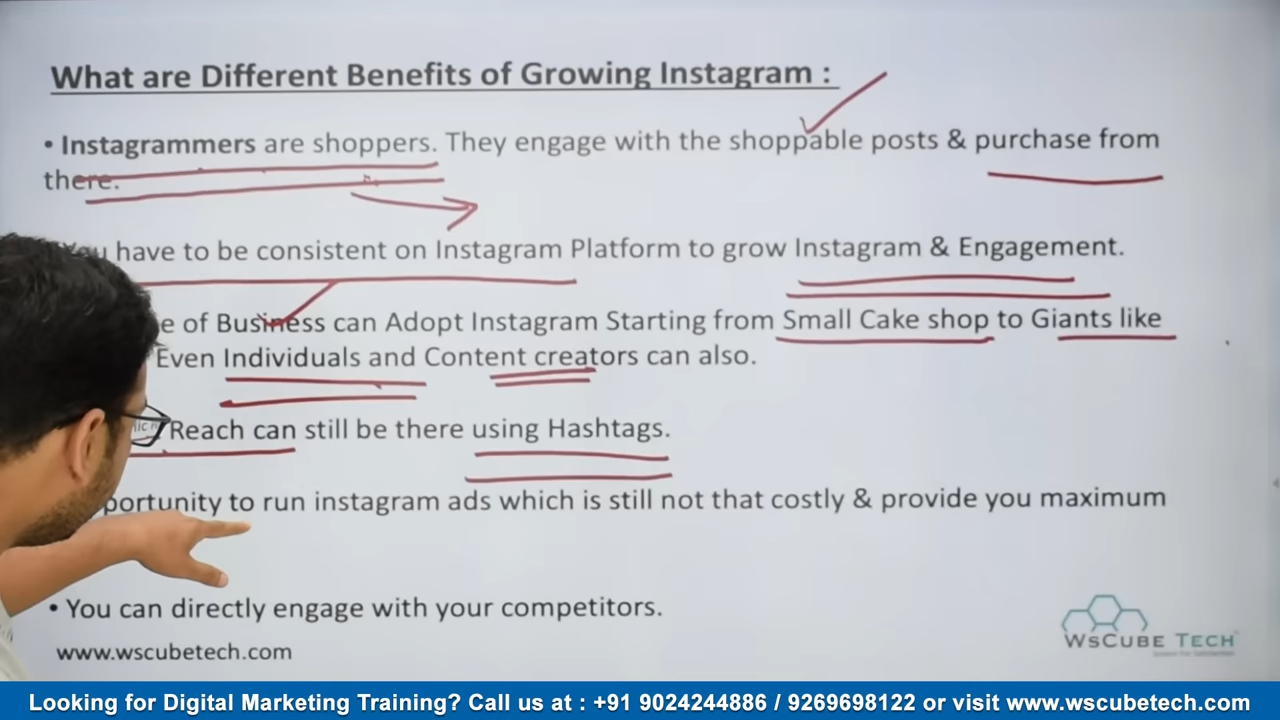 What are Different Benefits of Growing Instagram :
• Instagrammers are shoppers. They engage with the shoppable posts & purchase from
there.
have to be consistent on Instagram Platform to grow Instagram & Engagement.
of Business can Adopt Instagram Starting from Small Cake shop to Giants like
Even Individuals and Content creators can also.
Reach can still be there using Hashtags.
to run instagram ads which is still not that costly & provide you maximum
• You can directly engage with your competitors.
www.wscubetech.com
WsCube Tech
Looking for Digital Marketing Training? Call us at : +91 9024244886 / 9269698122 or visit www.wscubetech.com